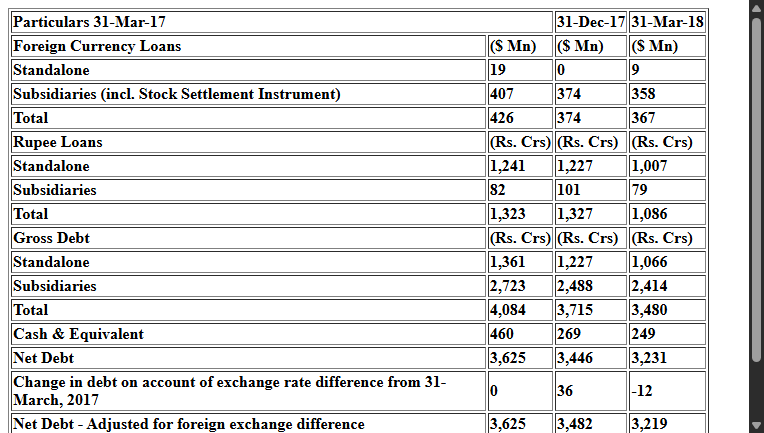 Particulars 31-Mar-17 31-Dec-17 31-Mar-18
Foreign Currency Loans ($ Mn) ($ Mn) ($ Mn)
Standalone 19 0 9
Subsidiaries (incl. Stock Settlement Instrument) 407 374 358
Total 426 374 367
Rupee Loans (Rs. Crs) (Rs. Crs) (Rs. Crs)
Standalone 1,241 1,227 1,007
Subsidiaries 82 101 79
Total 1,323 1,327 1,086
Gross Debt (Rs. Crs) (Rs. Crs) (Rs. Crs)
Standalone 1,361 1,227 1,066
Subsidiaries 2,723 2,488 2,414
Total 4,084 3,715 3,480
Cash & Equivalent 460 269 249
Net Debt 3,625 3,446 3,231
Change in debt on account of exchange rate difference from 31-
March, 2017 0 36 -12
Net Debt - Adjusted for foreign exchange difference 3,625 3,482 3,219